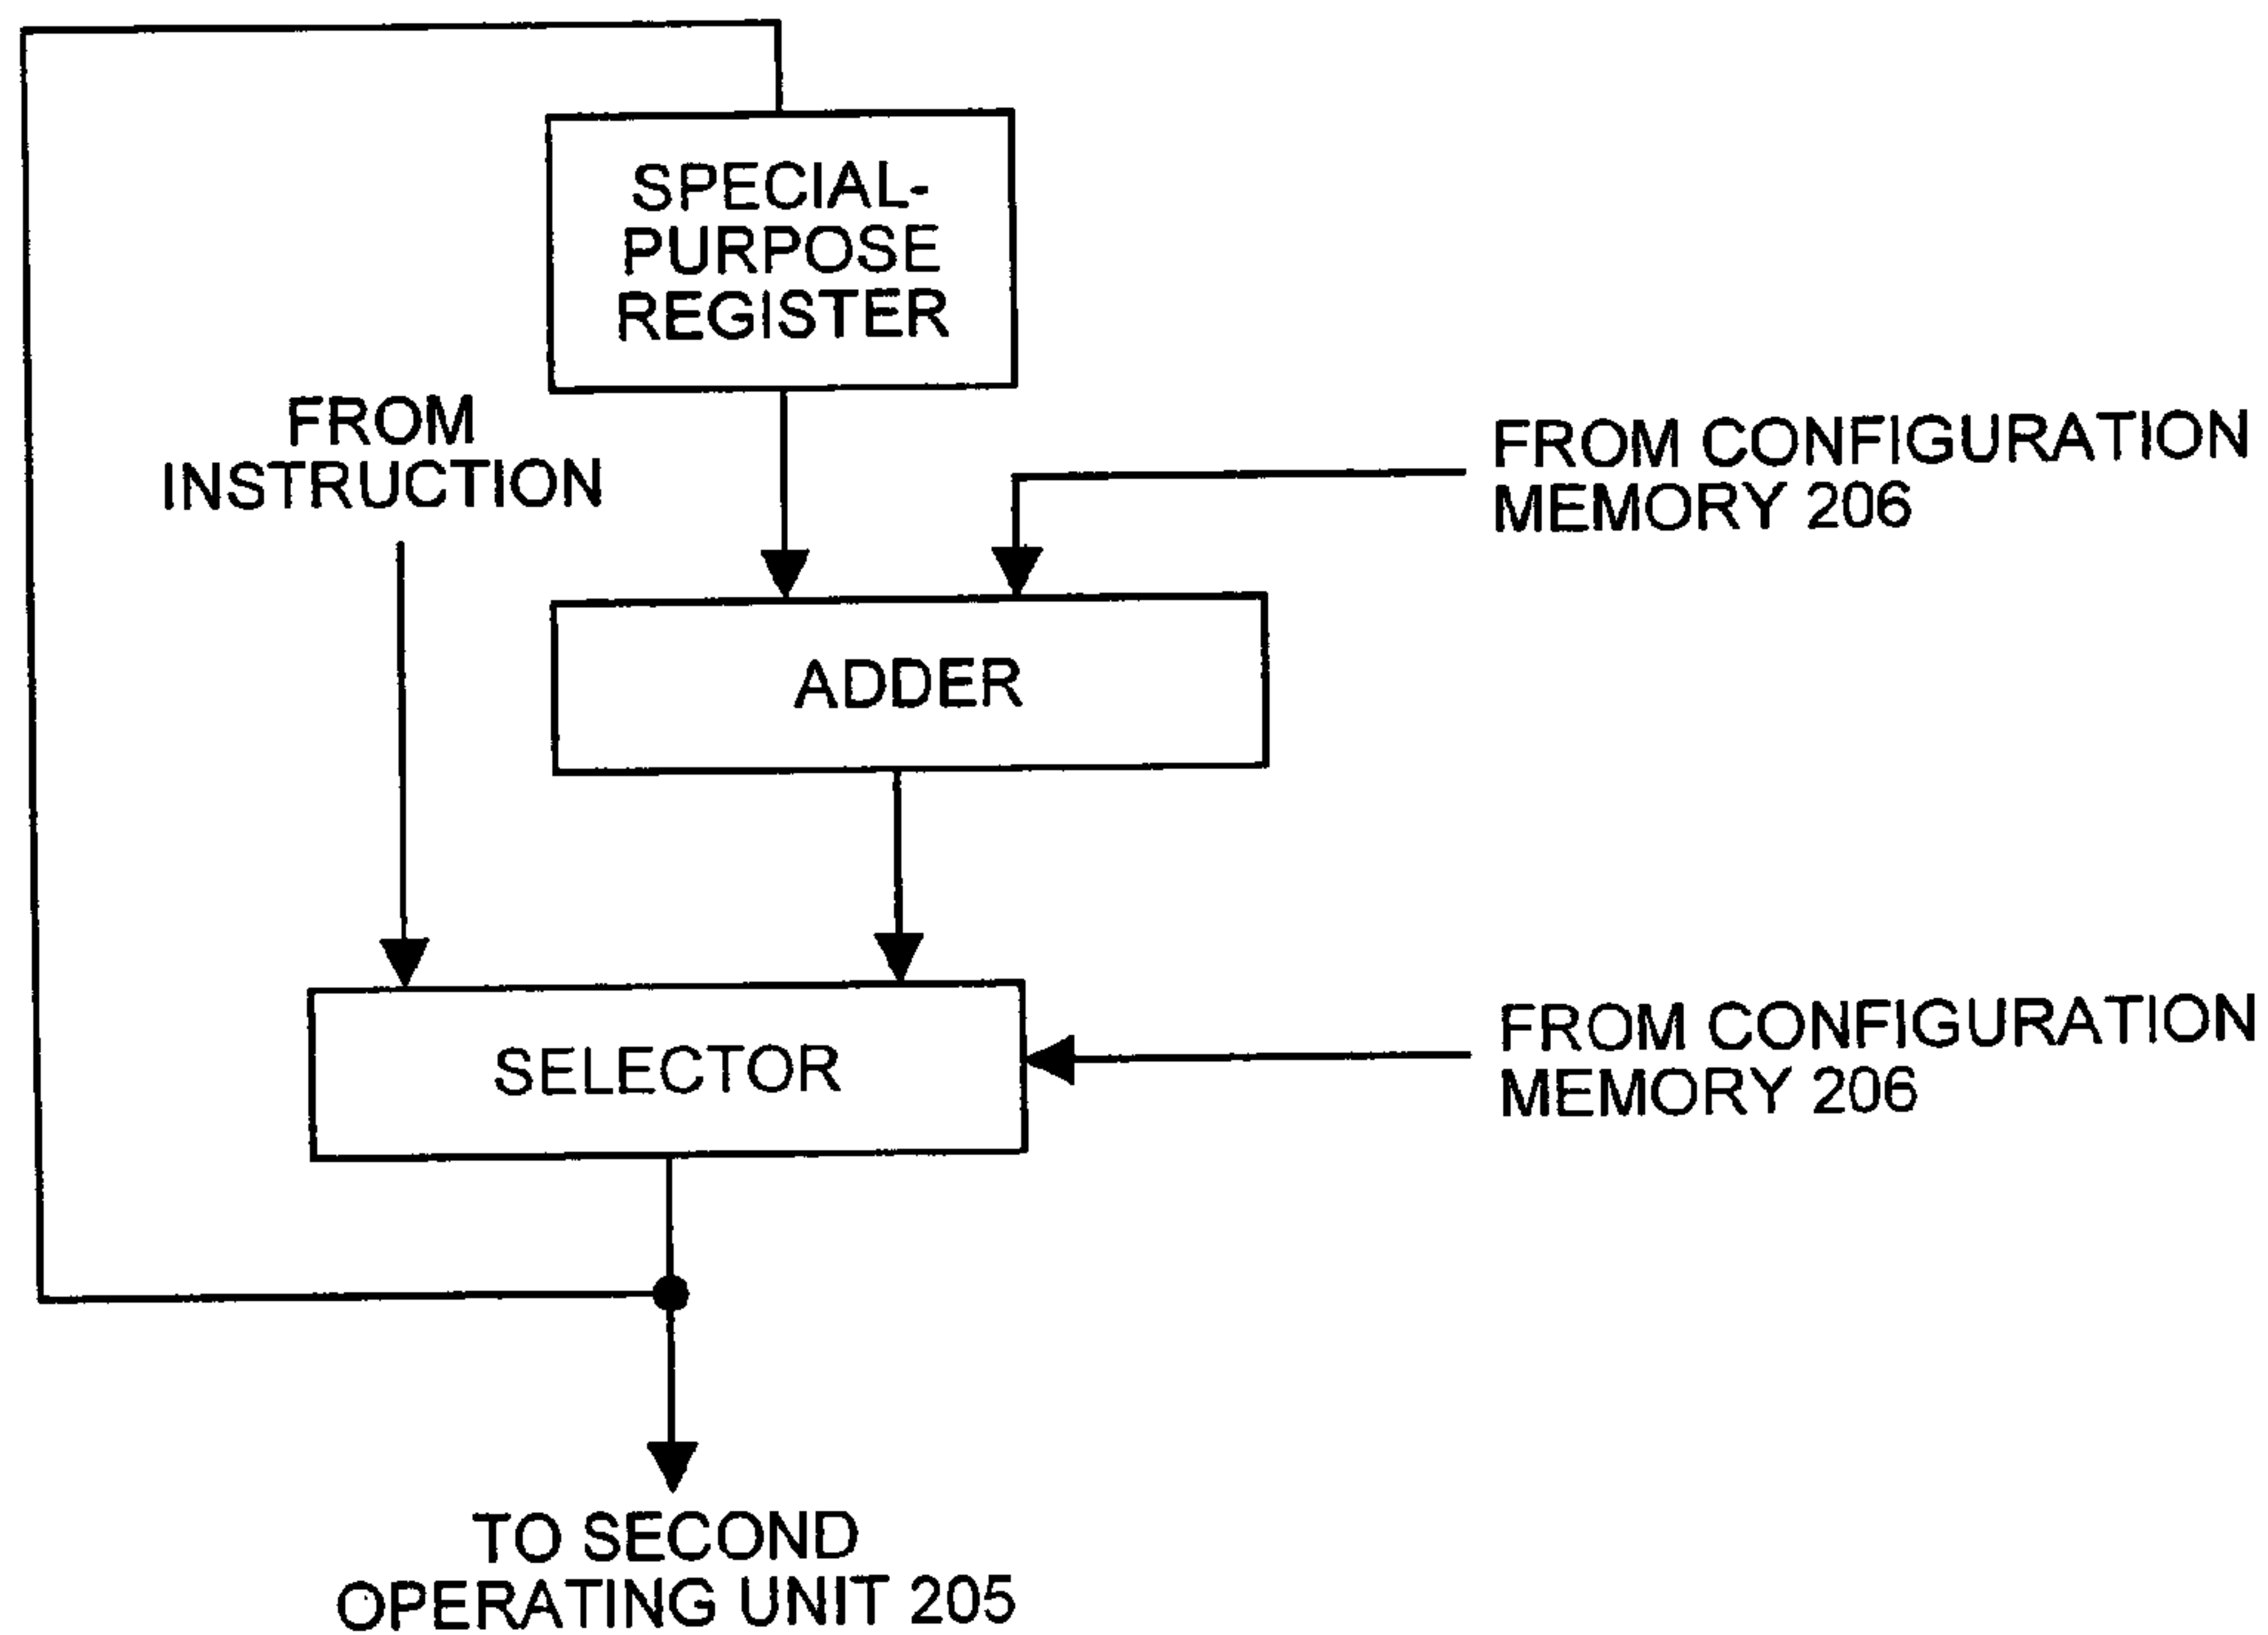 SPECIAL-
PURPOSE
REGISTER
FROM
INSTRUCTION
FROM CONFIGURATION
MEMORY 206
ADDER
SELECTOR
FROM CONFIGURATION
MEMORY 206
TO SECOND
OPERATING UNIT 205